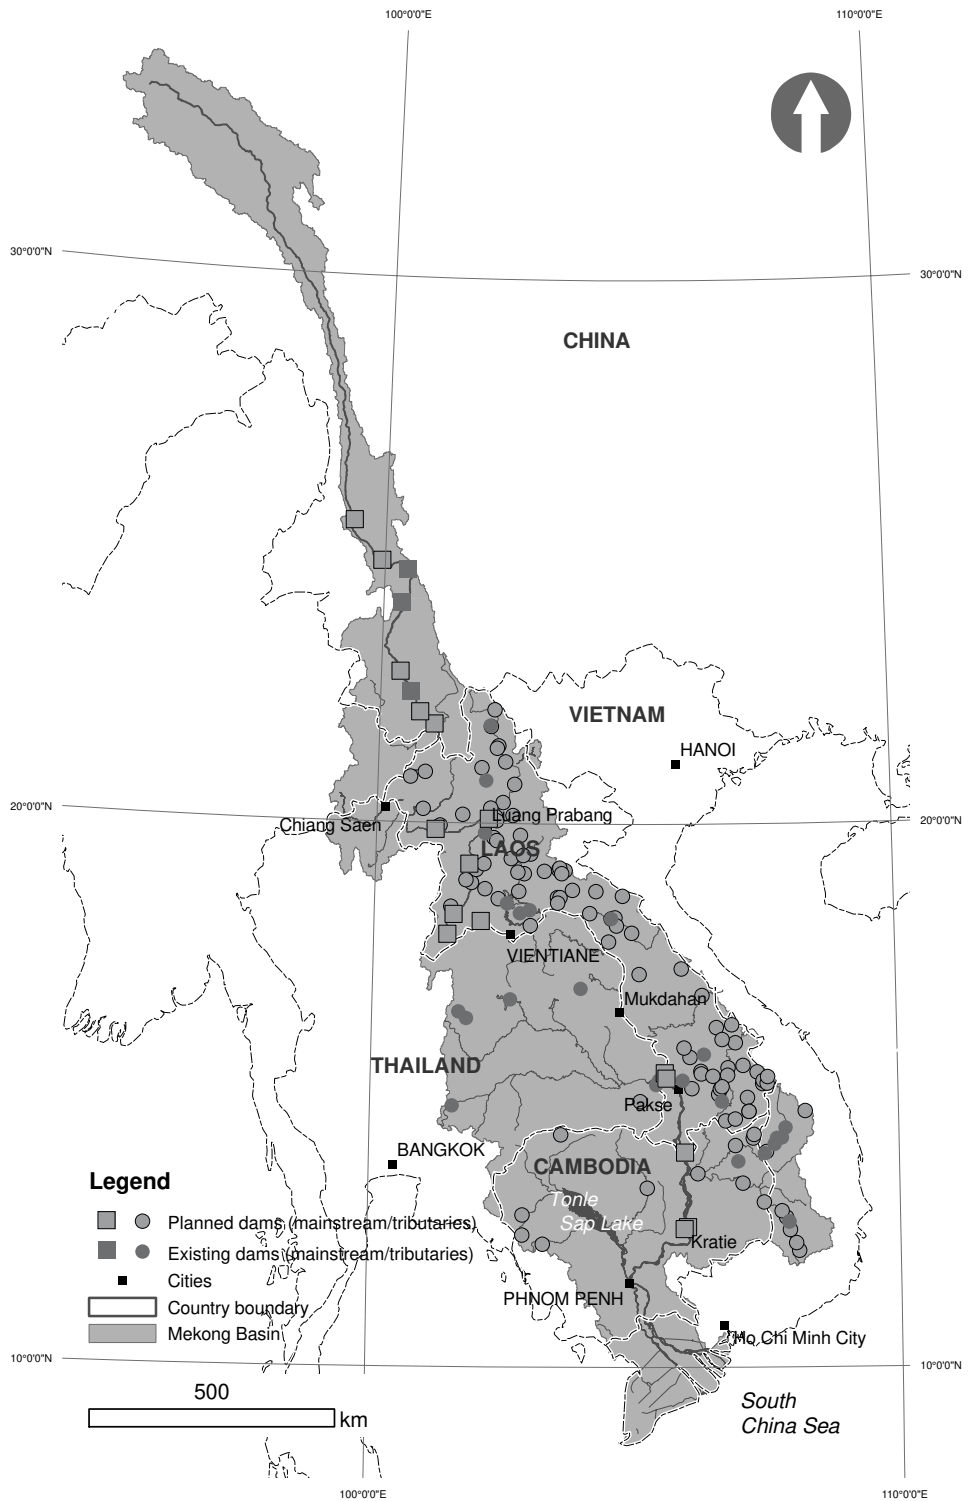 100°0'0"E
110°0'0"E
30°0'0"N
30°0'0"N
CHINA
VIETNAM
HANOI
20°0'0"N
20°0'0"N
Chiang Saen
Luang Prabang
LAOS
VIENTIANE
Mukdahan
THAILAND
Pakse
BANGKOK
CAMBODIA
Tonle
Sap Lake
Kratie
PHNOM PENH
Ho Chi Minh City
Legend
Planned dams (mainstream/tributaries)
Existing dams (mainstream/tributaries)
Cities
Country boundary
Mekong Basin
10°0'0"N
10°0'0"N
500
km
South
China Sea
100°0'0"E
110°0'0"E